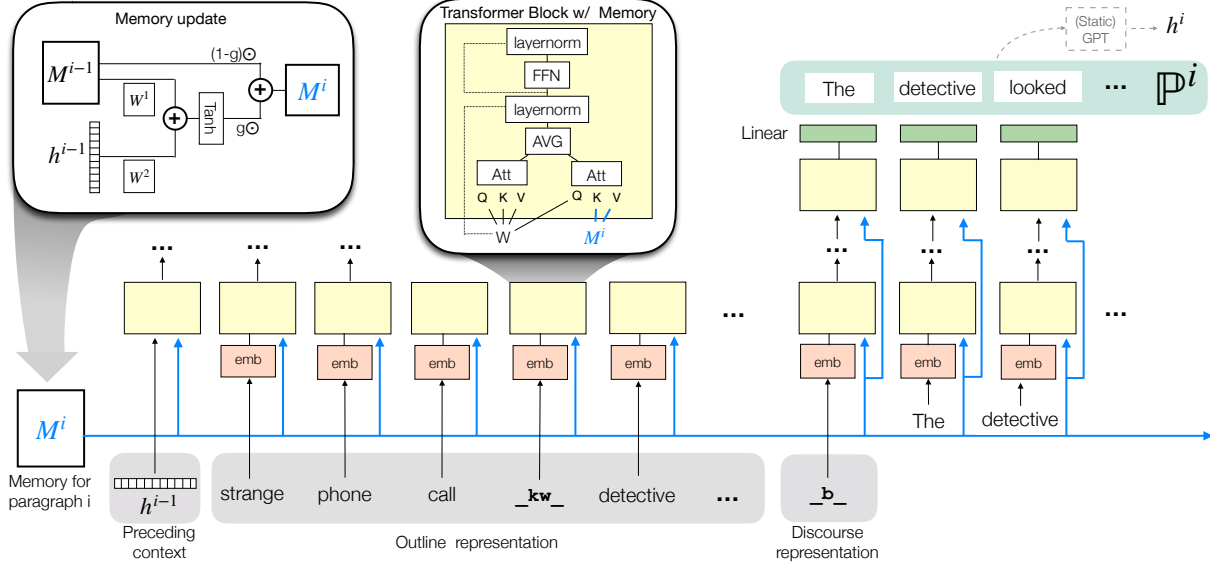 Memory update
M^{i-1}
(1-g)⊙
M^i
W^1
+
Tanh
+
g⊙
h^{i-1}
W^2
Transformer Block w/ Memory
layernorm
FFN
layernorm
AVG
Att
Att
Q K V
Q K V
W
M^i
(Static)
GPT
h^i
The
detective
looked
...
ℙ^i
Linear
...
...
...
...
...
...
...
...
emb
emb
emb
emb
emb
emb
emb
emb
The
detective
M^i
Memory for
paragraph i
h^{i-1}
strange
phone
call
_kw_
detective
...
_b_
Preceding
context
Outline representation
Discourse
representation